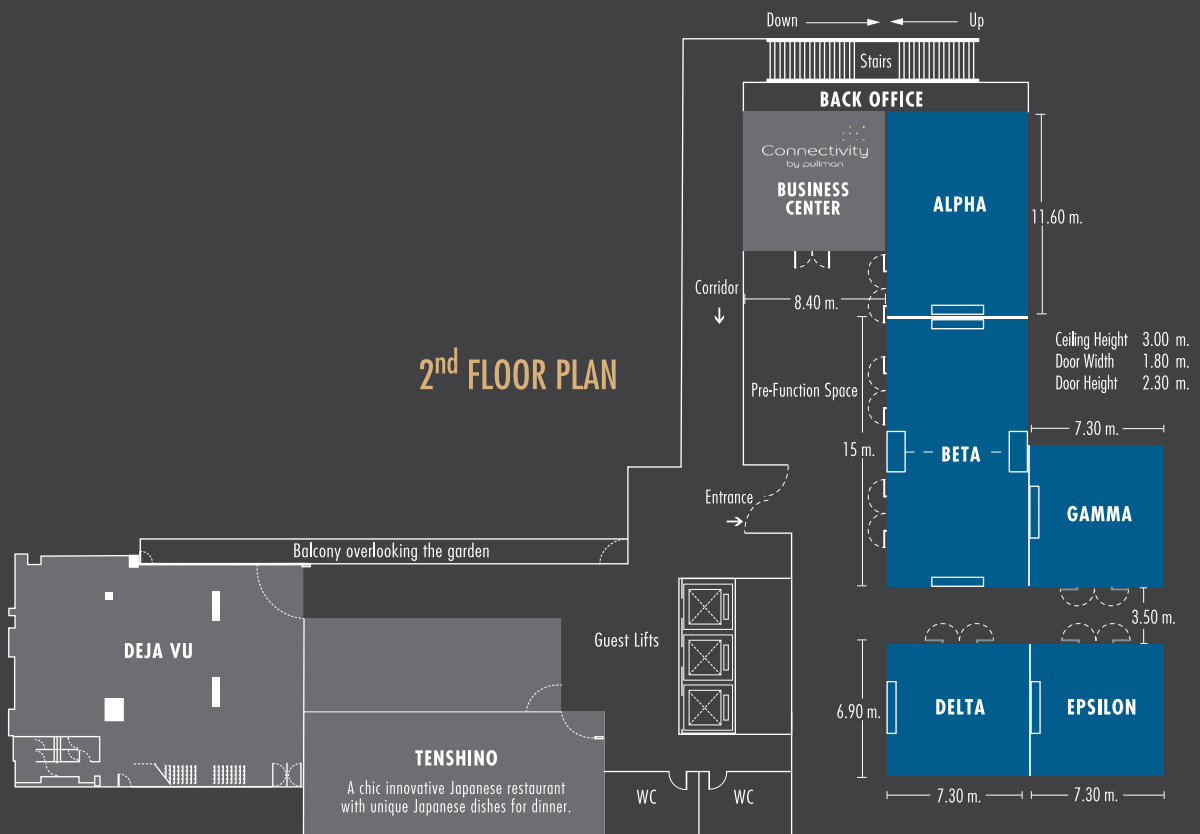 Down
Up
Stairs
BACK OFFICE
Connectivity
by pullman
BUSINESS
CENTER
ALPHA
11.60 m.
Corridor
8.40 m.
Ceiling Height 3.00 m.
Door Width 1.80 m.
Door Height 2.30 m.
2nd FLOOR PLAN
Pre-Function Space
7.30 m.
15 m.
BETA
Entrance
GAMMA
Balcony overlooking the garden
3.50 m.
Guest Lifts
DEJA VU
6.90 m.
DELTA
EPSILON
TENSHINO
A chic innovative Japanese restaurant
with unique Japanese dishes for dinner.
WC
WC
7.30 m.
7.30 m.